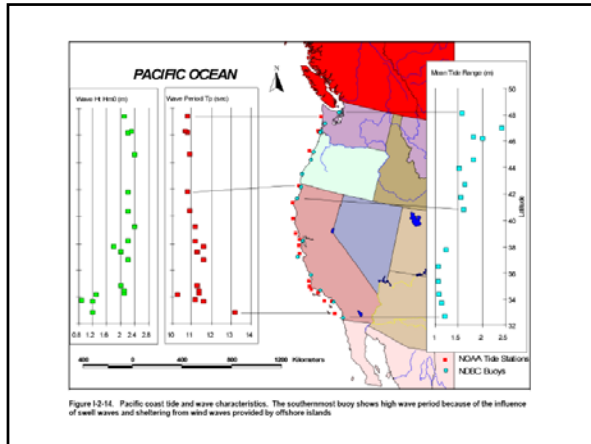 PACIFIC OCEAN
N
Wave Ht Hm0 (m)
Wave Period Tp (sec)
Mean Tide Range (m)
50
48
46
44
42
40
38
36
34
32
Latitude
0.8 1.2 1.6 2 2.4 2.8
10 11 12 13 14
1 1.5 2 2.5
400 0 400 800 1200 Kilometers
NOAA Tide Stations
NDBC Buoys
Figure I-2-14. Pacific coast tide and wave characteristics. The southernmost buoy shows high wave period because of the influence
of swell waves and sheltering from wind waves provided by offshore islands